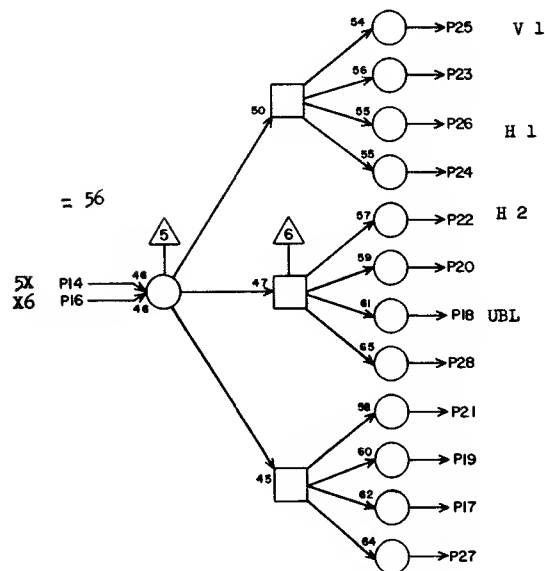 54 P25 V 1
56 P23
50 55 P26 H 1
55 P24
= 56
5 6 57 P22 H 2
5X P14 46 47 59 P20
X6 P16 46 61 P18 UBL
65 P28
58 P21
60 P19
45 62 P17
64 P27